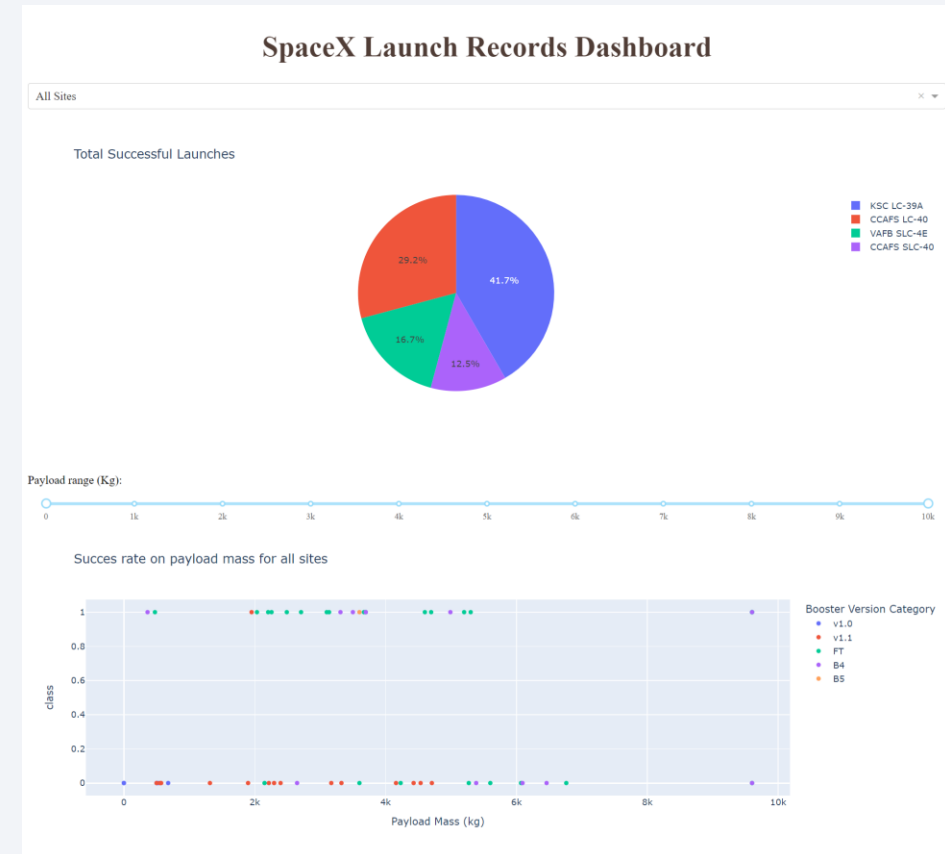 SpaceX Launch Records Dashboard
All Sites
Total Successful Launches
KSC LC-39A
CCAFS LC-40
VAFB SLC-4E
CCAFS SLC-40
29.2%
41.7%
16.7%
12.5%
Payload range (Kg):
0 1k 2k 3k 4k 5k 6k 7k 8k 9k 10k
Succes rate on payload mass for all sites
Booster Version Category
v1.0
v1.1
FT
B4
B5
class
1
0.8
0.6
0.4
0.2
0
0 2k 4k 6k 8k 10k
Payload Mass (kg)